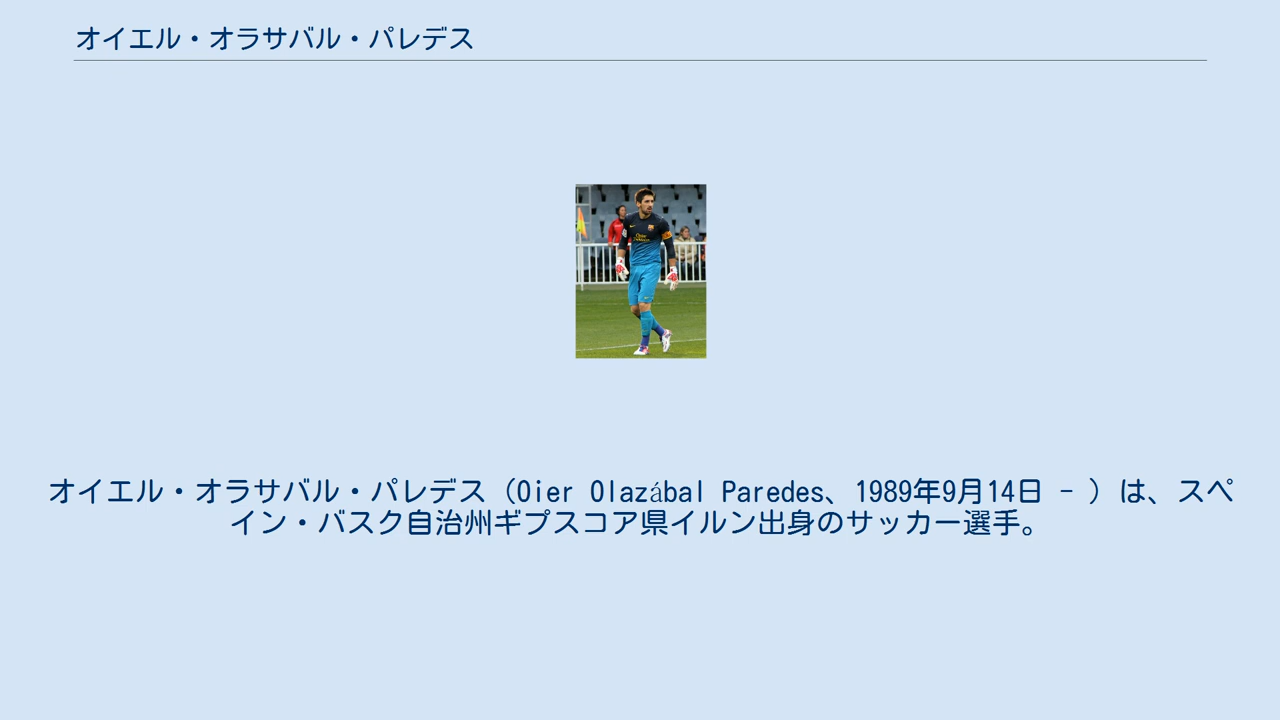 オイエル・オラサバル・パレデス
オイエル・オラサバル・パレデス（Oier Olazábal Paredes、1989年9月14日 - ）は、スペ
イン・バスク自治州ギプスコア県イルン出身のサッカー選手。